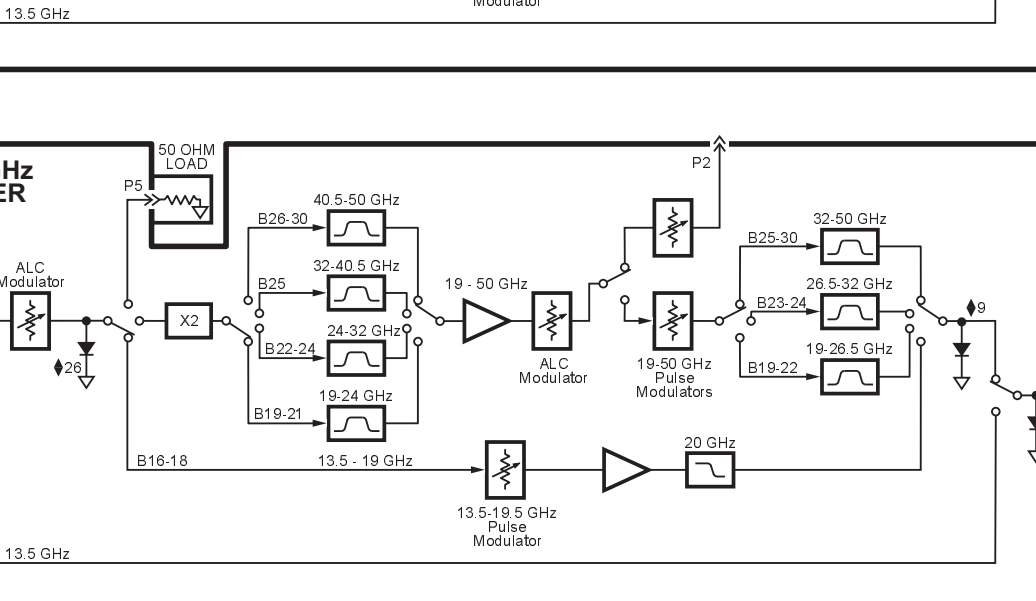 Modulator
13.5 GHz
GHz
ER
50 OHM
LOAD
P5
P2
ALC
Modulator
26
X2
B26-30
40.5-50 GHz
B25
32-40.5 GHz
B22-24
24-32 GHz
B19-21
19-24 GHz
19 - 50 GHz
ALC
Modulator
19-50 GHz
Pulse
Modulators
B25-30
32-50 GHz
B23-24
26.5-32 GHz
B19-22
19-26.5 GHz
9
B16-18
13.5 - 19 GHz
13.5-19.5 GHz
Pulse
Modulator
20 GHz
13.5 GHz